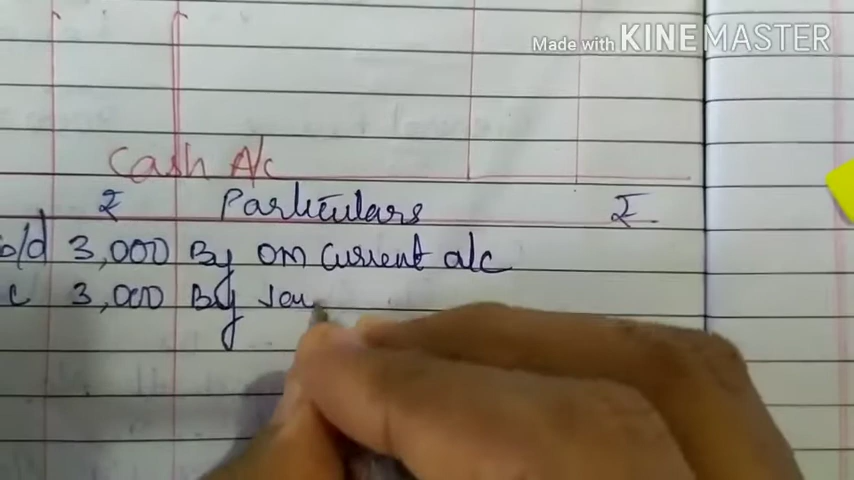 Made with KINEMASTER
Cash A/c
₹ Particulars ₹
b/d 3,000 By om current a/c
c 3,000 By